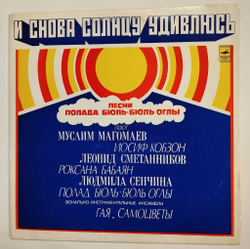 И СНОВА СОЛНЦУ УДИВЛЮСЬ
ПЕСНИ
ПОЛАДА БЮЛЬ-БЮЛЬ ОГЛЫ
ПОЮТ
МУСЛИМ МАГОМАЕВ
ИОСИФ КОБЗОН
ЛЕОНИД СМЕТАННИКОВ
РОКСАНА БАБАЯН
ЛЮДМИЛА СЕНЧИНА
ПОЛАД БЮЛЬ-БЮЛЬ ОГЛЫ
ВОКАЛЬНО ИНСТРУМЕНТАЛЬНЫЕ АНСАМБЛИ
ГАЯ, САМОЦВЕТЫ